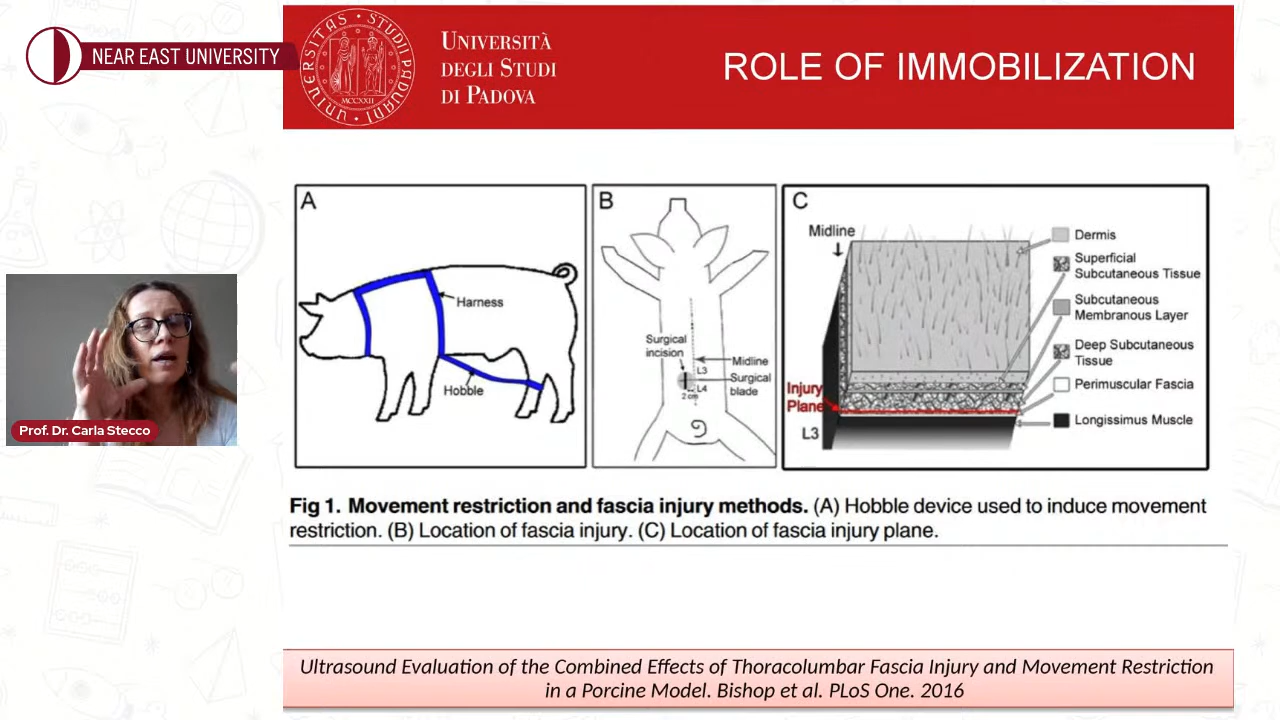 NEAR EAST UNIVERSITY
UNIVERSITAS STUDII PADUANI
MCCXXII
UNIVERSITÀ
DEGLI STUDI
DI PADOVA
ROLE OF IMMOBILIZATION
A
Harness
Hobble
B
Surgical
incision
Midline
L3
Surgical
blade
L4
2 cm
C
Midline
Injury
Plane
L3
Dermis
Superficial
Subcutaneous Tissue
Subcutaneous
Membranous Layer
Deep Subcutaneous
Tissue
Perimuscular Fascia
Longissimus Muscle
Prof. Dr. Carla Stecco
Fig 1. Movement restriction and fascia injury methods. (A) Hobble device used to induce movement
restriction. (B) Location of fascia injury. (C) Location of fascia injury plane.
Ultrasound Evaluation of the Combined Effects of Thoracolumbar Fascia Injury and Movement Restriction
in a Porcine Model. Bishop et al. PLoS One. 2016